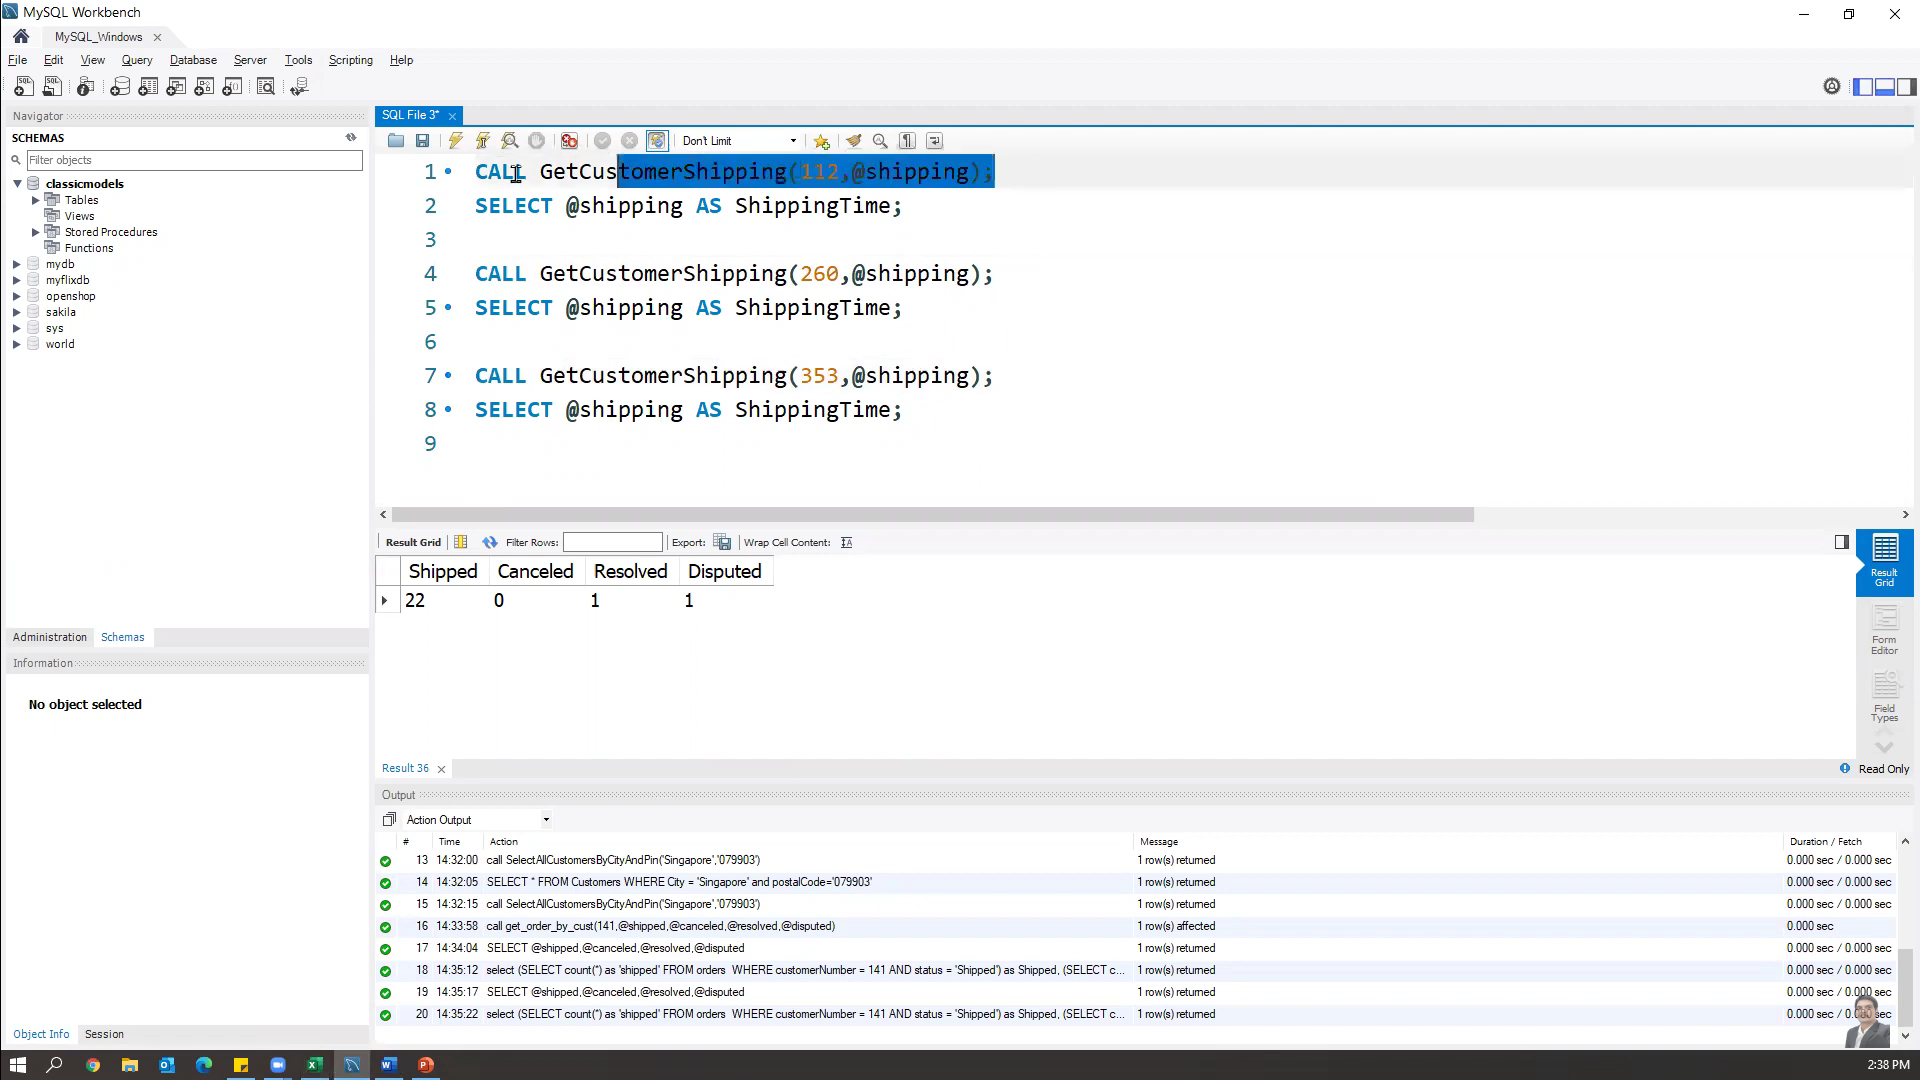 MySQL Workbench
MySQL_Windows
File Edit View Query Database Server Tools Scripting Help
Navigator
SCHEMAS
Filter objects
classicmodels
Tables
Views
Stored Procedures
Functions
mydb
myflixdb
openshop
sakila
sys
world
Administration Schemas
Information
No object selected
Object Info Session
SQL File 3*
Don't Limit
1 CALL GetCustomerShipping(112,@shipping);
2 SELECT @shipping AS ShippingTime;
3
4 CALL GetCustomerShipping(260,@shipping);
5 SELECT @shipping AS ShippingTime;
6
7 CALL GetCustomerShipping(353,@shipping);
8 SELECT @shipping AS ShippingTime;
9
Result Grid Filter Rows: Export: Wrap Cell Content:
Shipped Canceled Resolved Disputed
22 0 1 1
Result Grid
Form Editor
Field Types
Result 36
Read Only
Output
Action Output
# Time Action Message Duration / Fetch
13 14:32:00 call SelectAllCustomersByCityAndPin('Singapore','079903') 1 row(s) returned 0.000 sec / 0.000 sec
14 14:32:05 SELECT * FROM Customers WHERE City = 'Singapore' and postalCode='079903' 1 row(s) returned 0.000 sec / 0.000 sec
15 14:32:15 call SelectAllCustomersByCityAndPin('Singapore','079903') 1 row(s) returned 0.000 sec / 0.000 sec
16 14:33:58 call get_order_by_cust(141,@shipped,@canceled,@resolved,@disputed) 1 row(s) affected 0.000 sec
17 14:34:04 SELECT @shipped,@canceled,@resolved,@disputed 1 row(s) returned 0.000 sec / 0.000 sec
18 14:35:12 select (SELECT count(*) as 'shipped' FROM orders WHERE customerNumber = 141 AND status = 'Shipped') as Shipped, (SELECT c... 1 row(s) returned 0.000 sec / 0.000 sec
19 14:35:17 SELECT @shipped,@canceled,@resolved,@disputed 1 row(s) returned 0.000 sec / 0.000 sec
20 14:35:22 select (SELECT count(*) as 'shipped' FROM orders WHERE customerNumber = 141 AND status = 'Shipped') as Shipped, (SELECT c... 1 row(s) returned 0.000 sec / 0.000 sec
2:38 PM